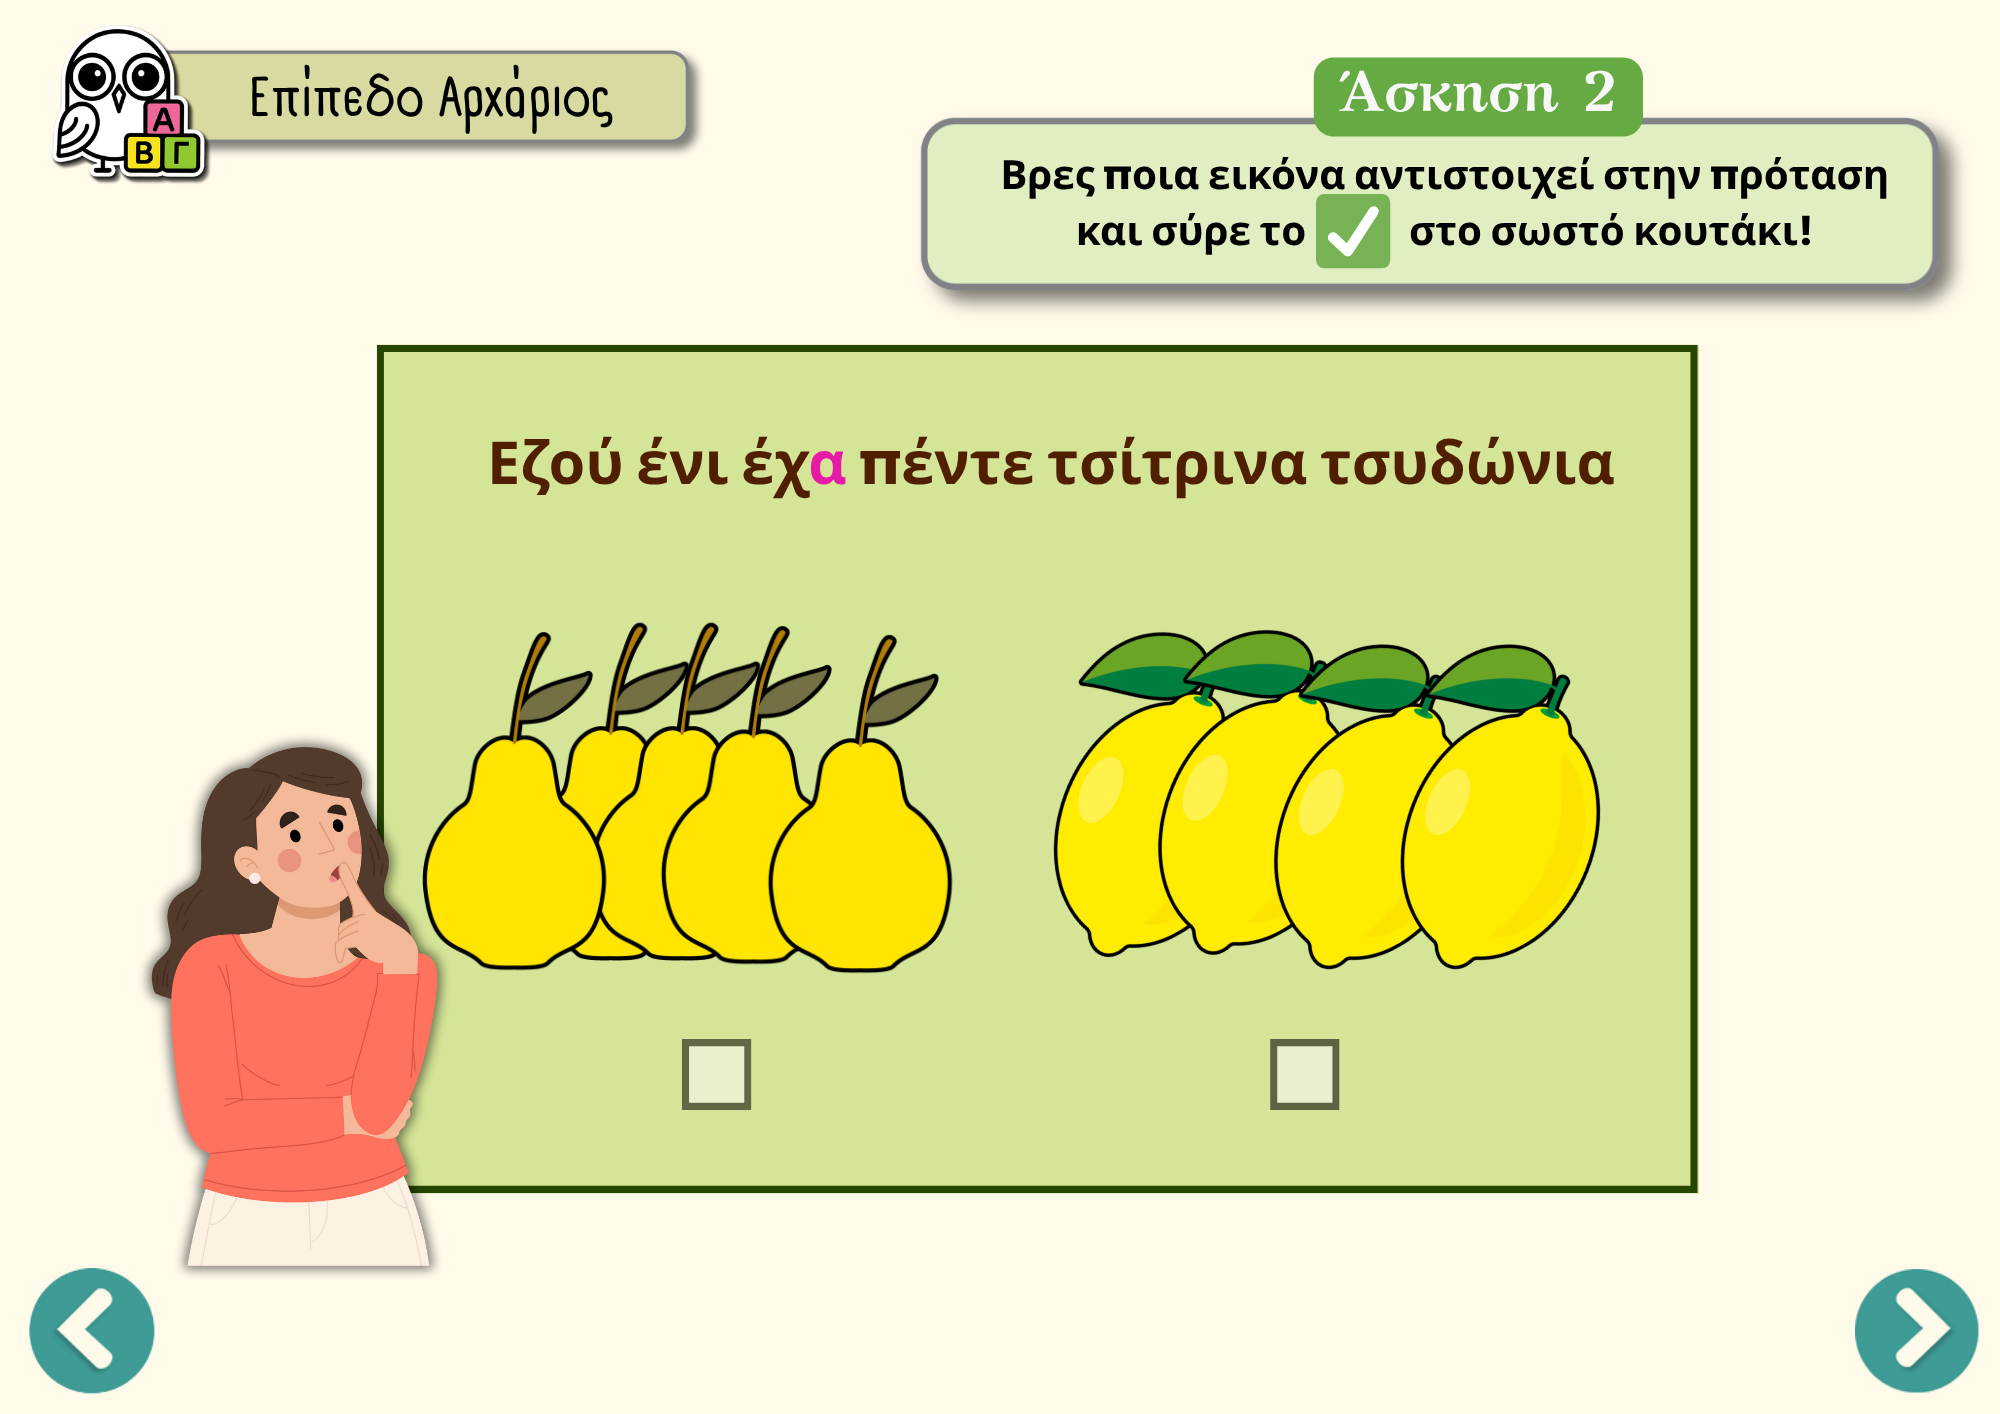 Επίπεδο Αρχάριος
Α
Β Γ
Άσκηση 2
Βρες ποια εικόνα αντιστοιχεί στην πρόταση
και σύρε το στο σωστό κουτάκι!
Εζού ένι έχα πέντε τσίτρινα τσυδώνια